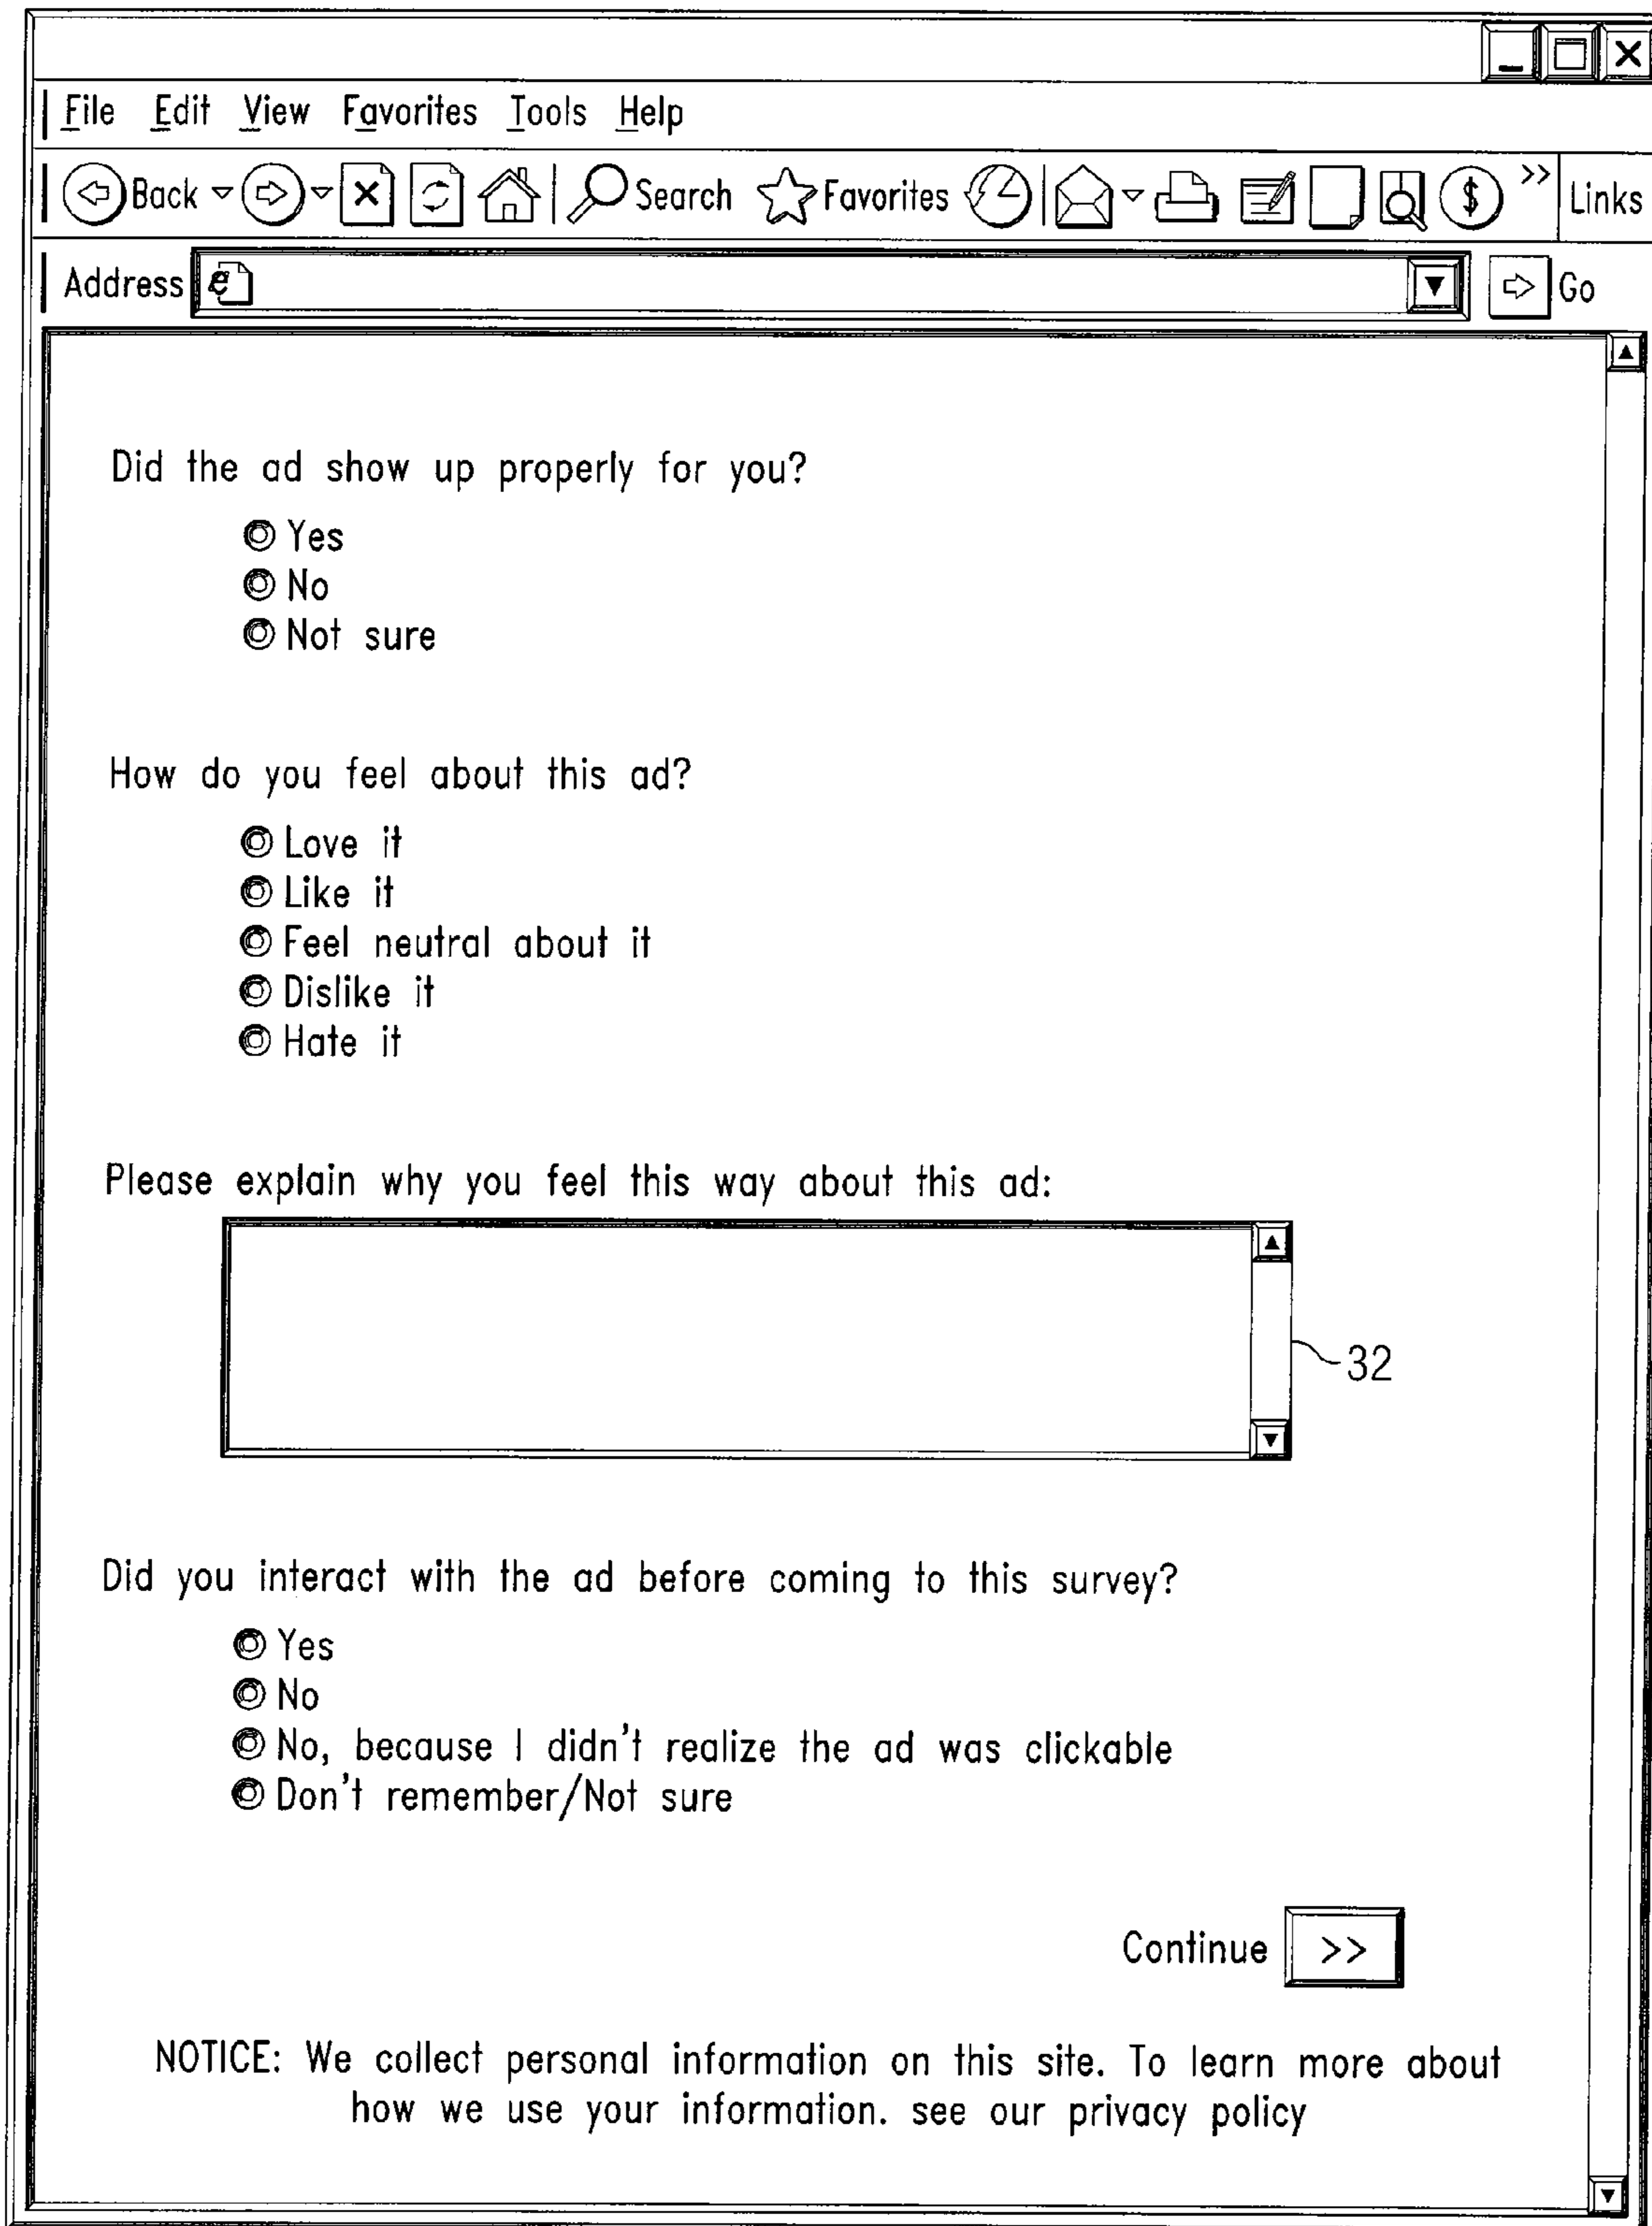 File Edit View Favorites Tools Help
Back Search Favorites $ >> Links
Address e Go
Did the ad show up properly for you?
Yes
No
Not sure
How do you feel about this ad?
Love it
Like it
Feel neutral about it
Dislike it
Hate it
Please explain why you feel this way about this ad:
32
Did you interact with the ad before coming to this survey?
Yes
No
No, because I didn't realize the ad was clickable
Don't remember/Not sure
Continue >>
NOTICE: We collect personal information on this site. To learn more about
how we use your information. see our privacy policy